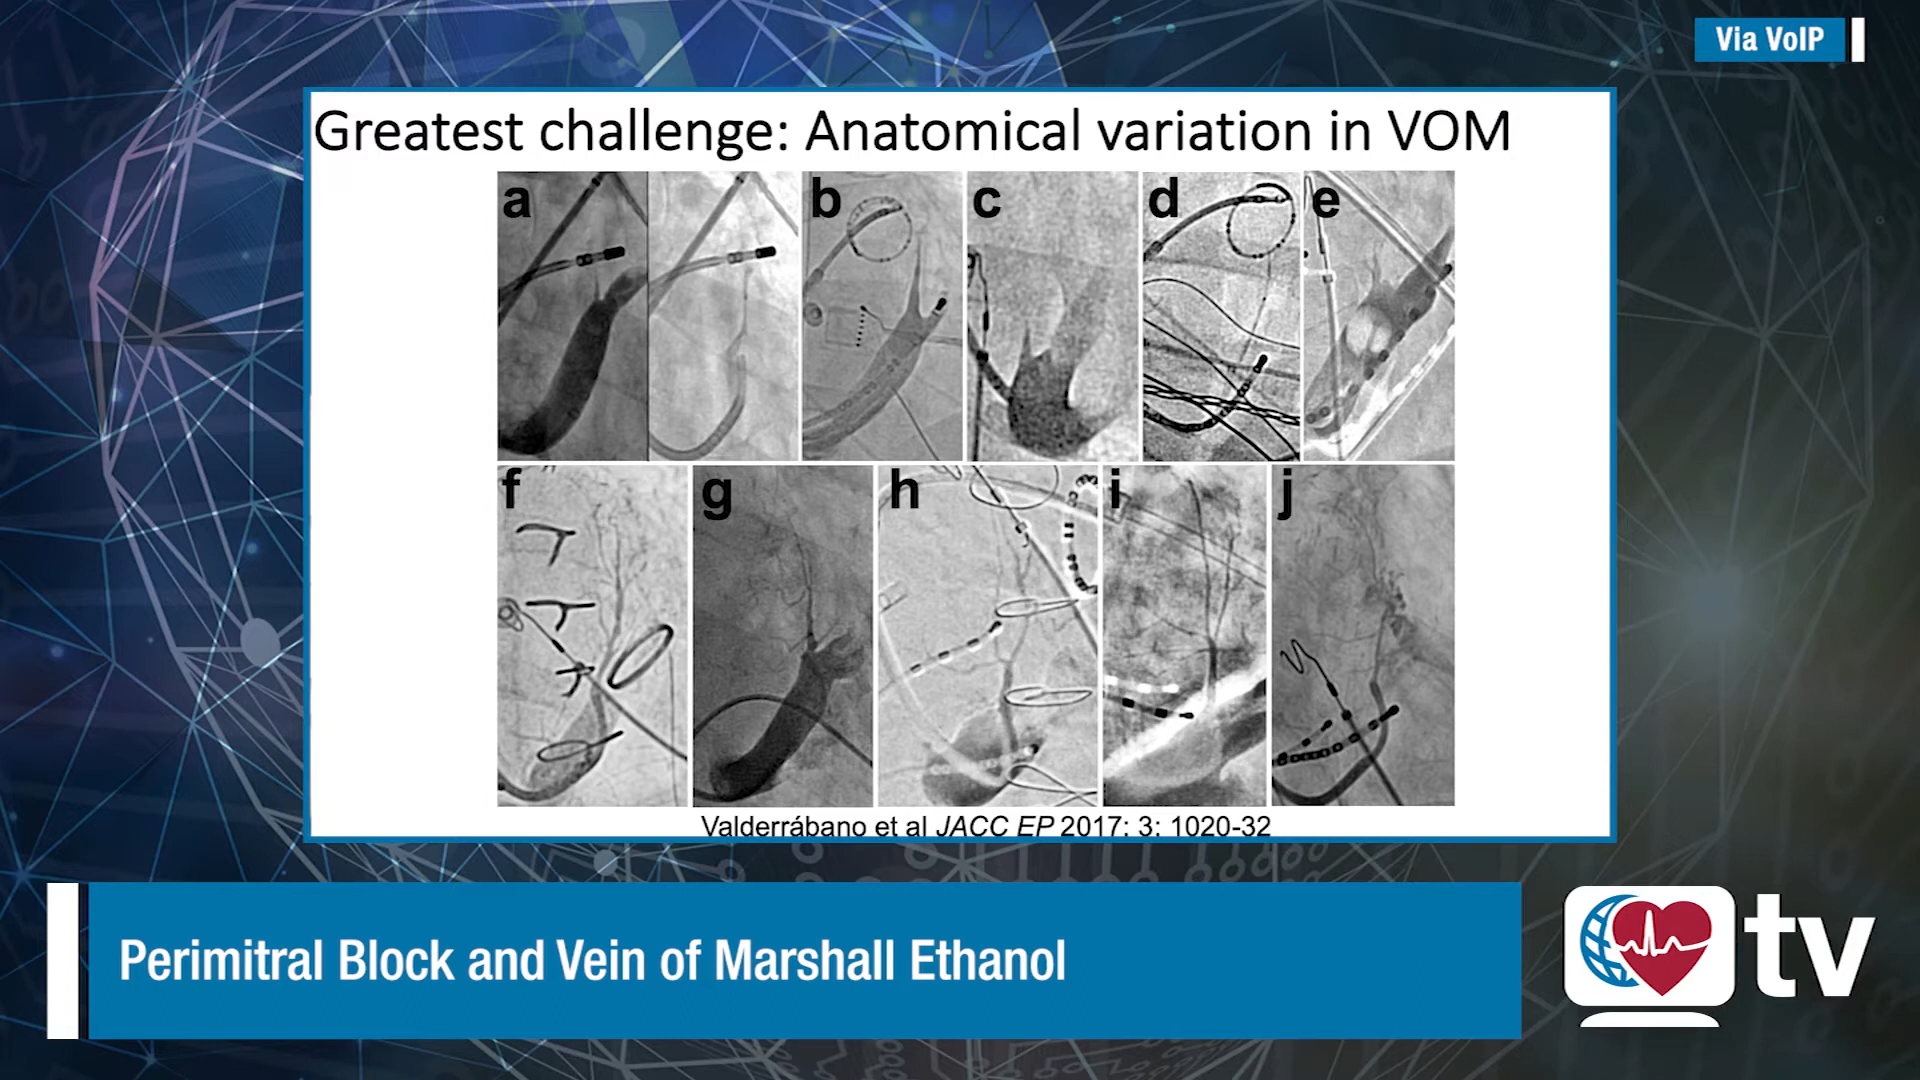 Via VoIP
Greatest challenge: Anatomical variation in VOM
a b c d e
f g h i j
Valderrábano et al JACC EP 2017; 3: 1020-32
Perimitral Block and Vein of Marshall Ethanol
tv